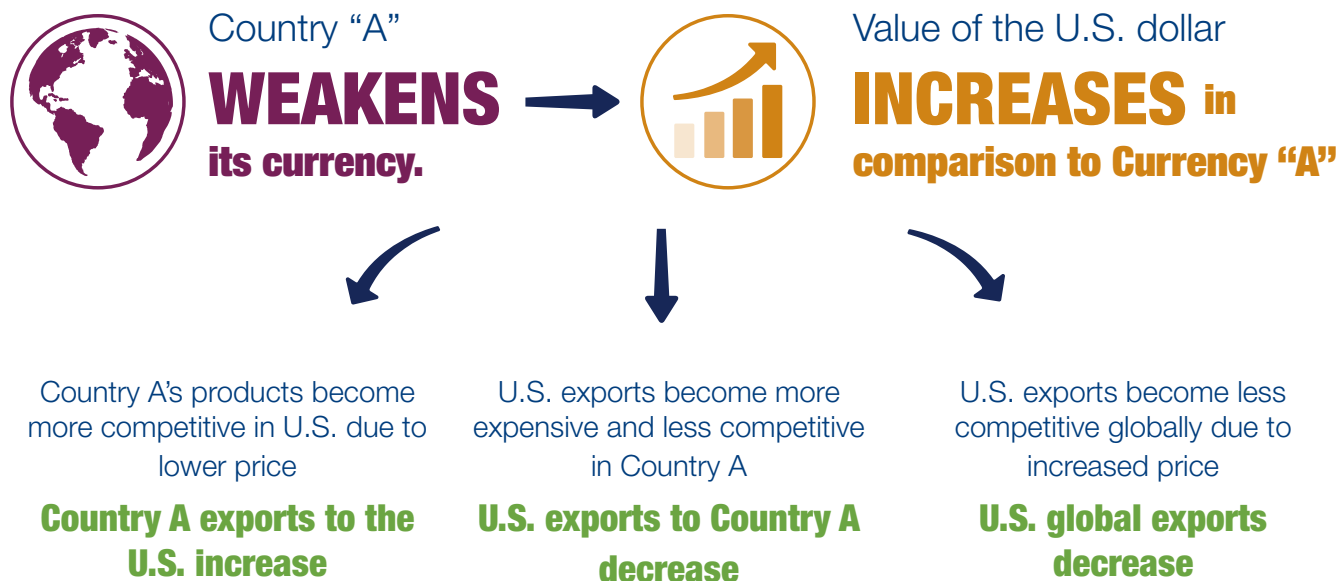 Country “A”
WEAKENS
its currency.
Value of the U.S. dollar
INCREASES in
comparison to Currency “A”
Country A’s products become
more competitive in U.S. due to
lower price
Country A exports to the
U.S. increase
U.S. exports become more
expensive and less competitive
in Country A
U.S. exports to Country A
decrease
U.S. exports become less
competitive globally due to
increased price
U.S. global exports
decrease